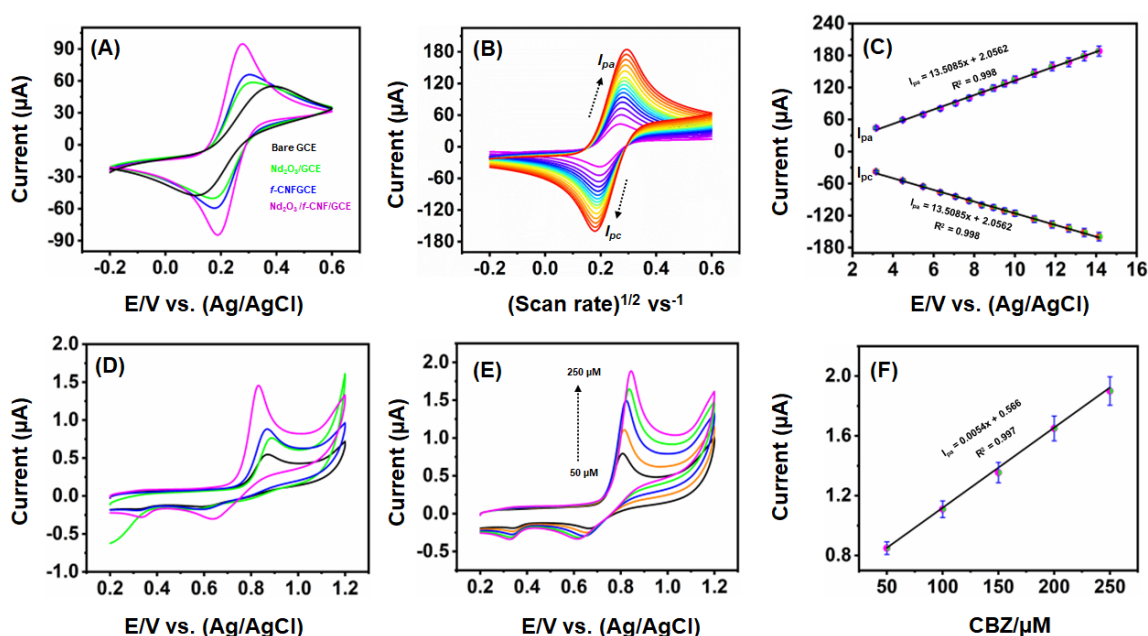 (A)
Current (µA)
90
60
30
0
-30
-60
-90
-0.2
0.0
0.2
0.4
0.6
Bare GCE
Nd₂O₃/GCE
f-CNFGCE
Nd₂O₃/f-CNF/GCE
E/V vs. (Ag/AgCl)
(B)
Current (µA)
240
180
120
60
0
-60
-120
-180
-0.2
0.0
0.2
0.4
0.6
Ipa
Ipc
(Scan rate)¹/² vs⁻¹
(C)
Current (µA)
240
180
120
60
0
-60
-120
-180
2
4
6
8
10
12
14
16
Ipa = 13.5085x + 2.0562
R² = 0.998
Ipa
Ipc
Ipa = 13.5085x + 2.0562
R² = 0.998
E/V vs. (Ag/AgCl)
(D)
Current (µA)
2.0
1.5
1.0
0.5
0.0
-0.5
-1.0
0.2
0.4
0.6
0.8
1.0
1.2
E/V vs. (Ag/AgCl)
(E)
Current (µA)
2.0
1.5
1.0
0.5
0.0
-0.5
0.2
0.4
0.6
0.8
1.0
1.2
250 µM
50 µM
E/V vs. (Ag/AgCl)
(F)
Current (µA)
2.0
1.6
1.2
0.8
50
100
150
200
250
Ipa = 0.0054x + 0.566
R² = 0.997
CBZ/µM